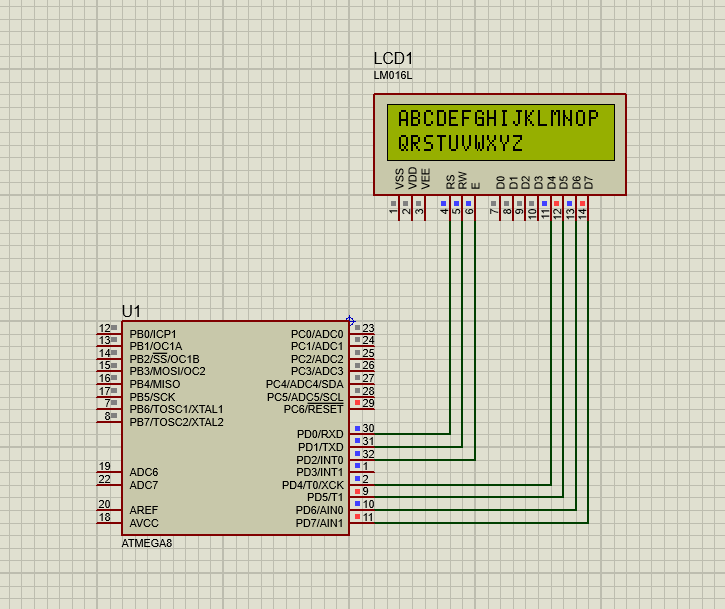 LCD1
LM016L
ABCDEFGHIJKLMNOP
QRSTUVWXYZ
VSS VDD VEE RS RW E D0 D1 D2 D3 D4 D5 D6 D7
1 2 3 4 5 6 7 8 9 10 11 12 13 14
U1
12 PB0/ICP1 PC0/ADC0 23
13 PB1/OC1A PC1/ADC1 24
14 PB2/SS/OC1B PC2/ADC2 25
15 PB3/MOSI/OC2 PC3/ADC3 26
16 PB4/MISO PC4/ADC4/SDA 27
17 PB5/SCK PC5/ADC5/SCL 28
7 PB6/TOSC1/XTAL1 PC6/RESET 29
8 PB7/TOSC2/XTAL2
PD0/RXD 30
PD1/TXD 31
PD2/INT0 32
19 ADC6 PD3/INT1 1
22 ADC7 PD4/T0/XCK 2
PD5/T1 9
20 AREF PD6/AIN0 10
18 AVCC PD7/AIN1 11
ATMEGA8